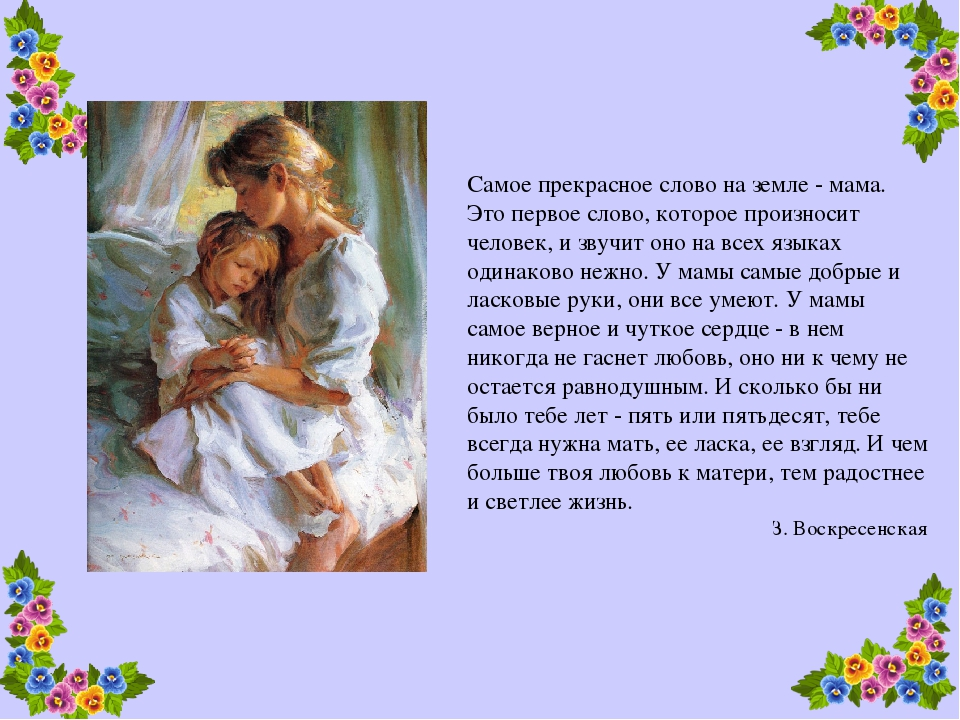 Самое прекрасное слово на земле - мама.
Это первое слово, которое произносит
человек, и звучит оно на всех языках
одинаково нежно. У мамы самые добрые и
ласковые руки, они все умеют. У мамы
самое верное и чуткое сердце - в нем
никогда не гаснет любовь, оно ни к чему не
остается равнодушным. И сколько бы ни
было тебе лет - пять или пятьдесят, тебе
всегда нужна мать, ее ласка, ее взгляд. И чем
больше твоя любовь к матери, тем радостнее
и светлее жизнь.
З. Воскресенская